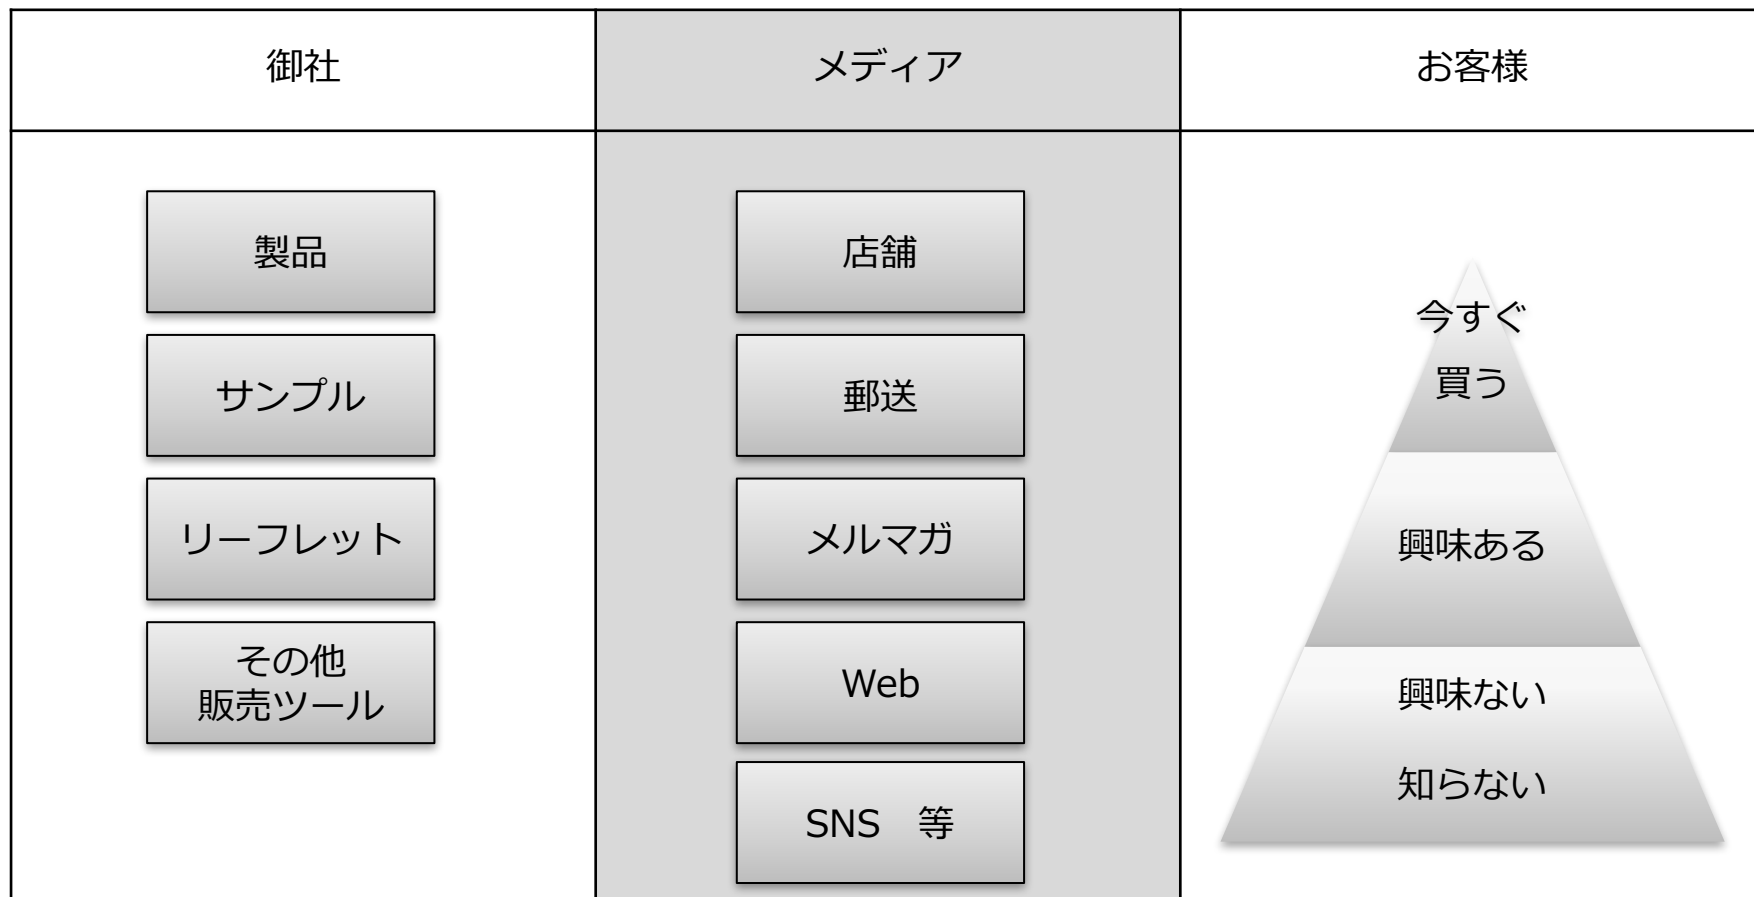 御社
メディア
お客様
製品
サンプル
リーフレット
その他
販売ツール
店舗
郵送
メルマガ
Web
SNS　等
今すぐ
買う
興味ある
興味ない
知らない